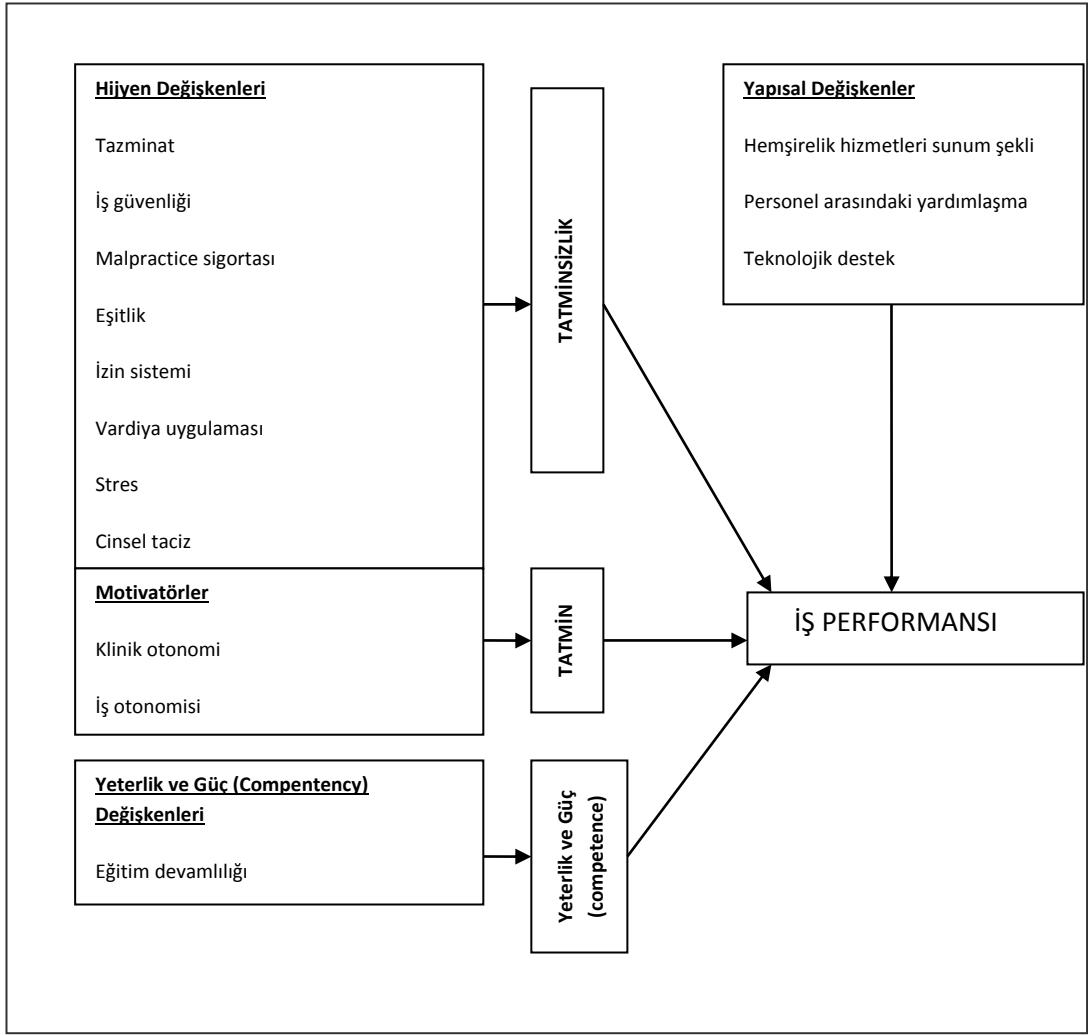 Hijyen Değişkenleri
Tazminat
İş güvenliği
Malpractice sigortası
Eşitlik
İzin sistemi
Vardiya uygulaması
Stres
Cinsel taciz
Motivatörler
Klinik otonomi
İş otonomisi
Yeterlik ve Güç (Compentency)
Değişkenleri
Eğitim devamlılığı
TATMİNSİZLİK
TATMİN
Yeterlik ve Güç
(competence)
Yapısal Değişkenler
Hemşirelik hizmetleri sunum şekli
Personel arasındaki yardımlaşma
Teknolojik destek
İŞ PERFORMANSI